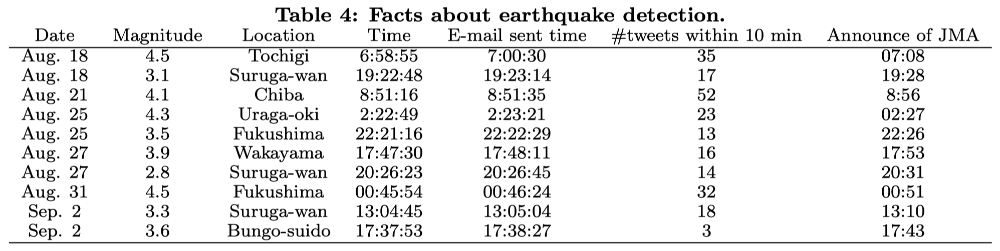 Table 4: Facts about earthquake detection.
Date Magnitude Location Time E-mail sent time #tweets within 10 min Announce of JMA
Aug. 18 4.5 Tochigi 6:58:55 7:00:30 35 07:08
Aug. 18 3.1 Suruga-wan 19:22:48 19:23:14 17 19:28
Aug. 21 4.1 Chiba 8:51:16 8:51:35 52 8:56
Aug. 25 4.3 Uraga-oki 2:22:49 2:23:21 23 02:27
Aug. 25 3.5 Fukushima 22:21:16 22:22:29 13 22:26
Aug. 27 3.9 Wakayama 17:47:30 17:48:11 16 17:53
Aug. 27 2.8 Suruga-wan 20:26:23 20:26:45 14 20:31
Aug. 31 4.5 Fukushima 00:45:54 00:46:24 32 00:51
Sep. 2 3.3 Suruga-wan 13:04:45 13:05:04 18 13:10
Sep. 2 3.6 Bungo-suido 17:37:53 17:38:27 3 17:43